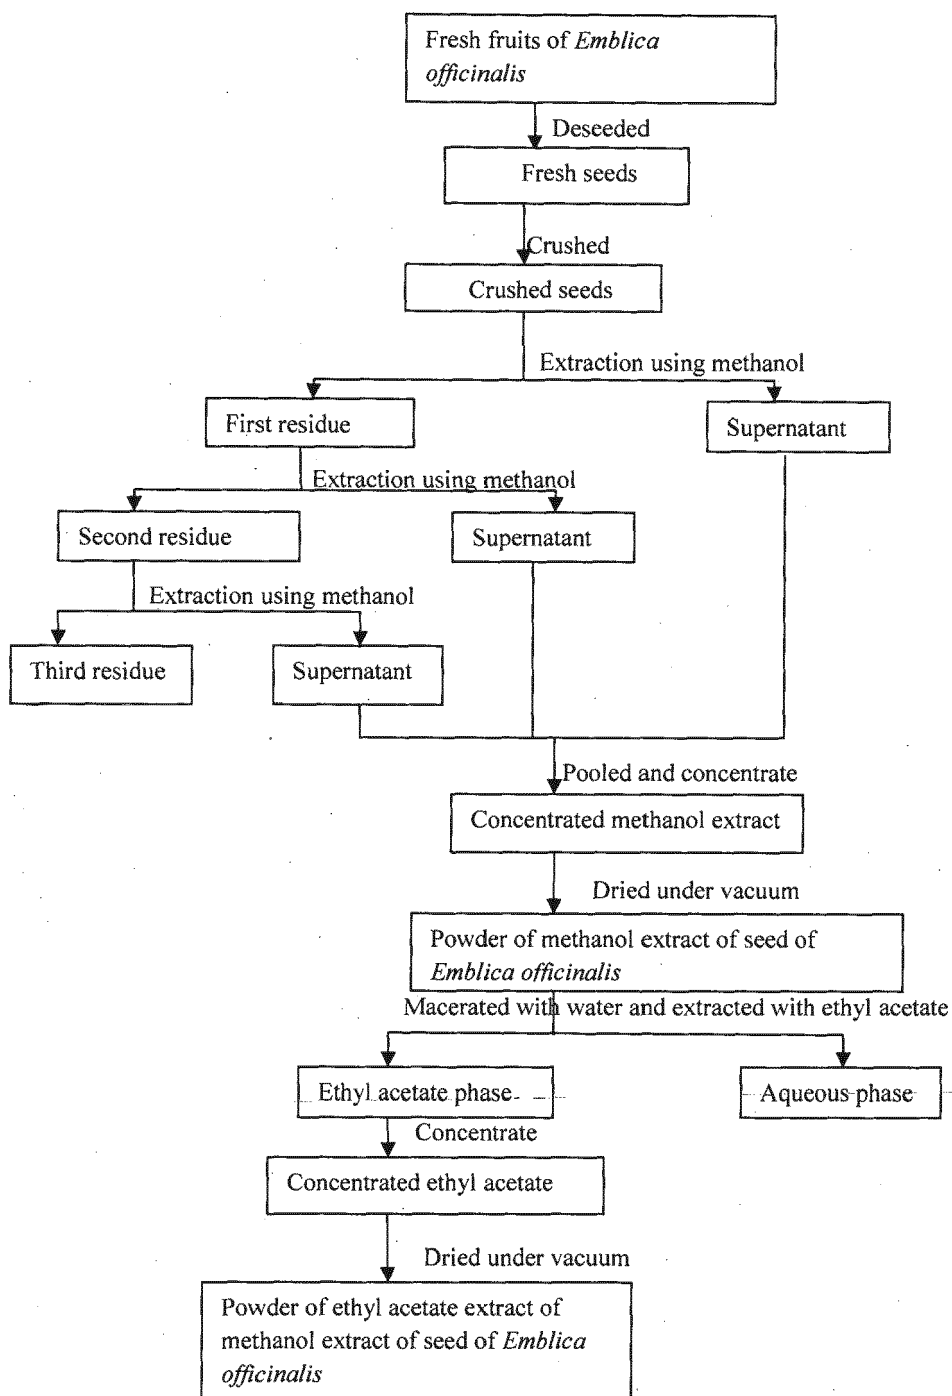 Fresh fruits of Emblica
officinalis
Deseeded
Fresh seeds
Crushed
Crushed seeds
Extraction using methanol
First residue
Supernatant
Extraction using methanol
Second residue
Supernatant
Extraction using methanol
Third residue
Supernatant
Pooled and concentrate
Concentrated methanol extract
Dried under vacuum
Powder of methanol extract of seed of
Emblica officinalis
Macerated with water and extracted with ethyl acetate
Ethyl acetate phase
Aqueous phase
Concentrate
Concentrated ethyl acetate
Dried under vacuum
Powder of ethyl acetate extract of
methanol extract of seed of Emblica
officinalis